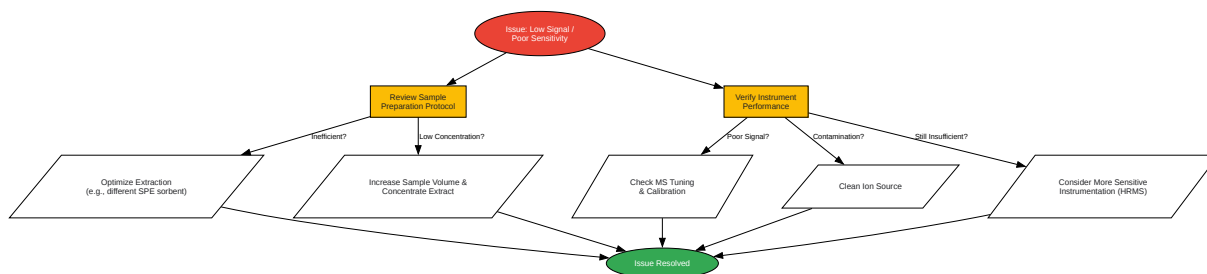 Issue: Low Signal /
Poor Sensitivity
Review Sample
Preparation Protocol
Verify Instrument
Performance
Inefficient?
Low Concentration?
Poor Signal?
Contamination?
Still Insufficient?
Optimize Extraction
(e.g., different SPE sorbent)
Increase Sample Volume &
Concentrate Extract
Check MS Tuning
& Calibration
Clean Ion Source
Consider More Sensitive
Instrumentation (HRMS)
Issue Resolved